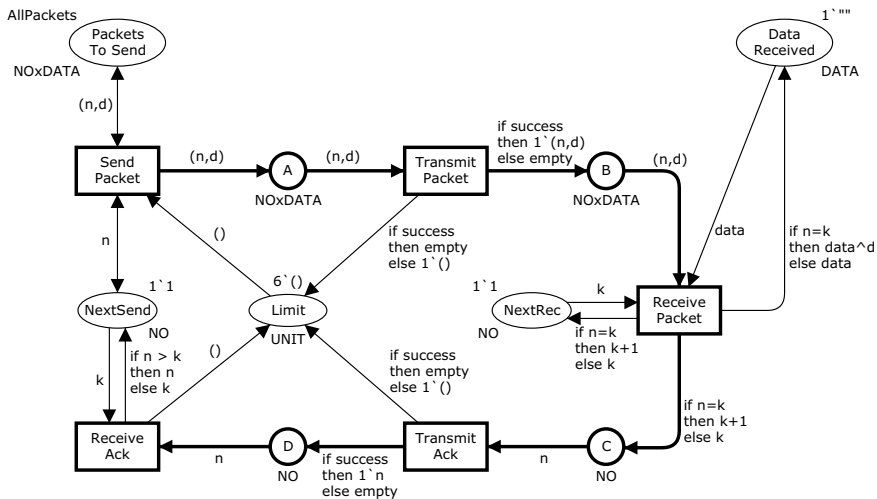 AllPackets
Packets
To Send
NOxDATA
1`""
Data
Received
DATA
(n,d)
Send
Packet
(n,d)
A
NOxDATA
(n,d)
Transmit
Packet
if success
then 1`(n,d)
else empty
B
NOxDATA
(n,d)
data
if n=k
then data^d
else data
n
()
if success
then empty
else 1`()
1`1
NextSend
NO
6`()
Limit
UNIT
1`1
NextRec
NO
k
if n=k
then k+1
else k
Receive
Packet
k
if n > k
then n
else k
()
if success
then empty
else 1`()
if n=k
then k+1
else k
Receive
Ack
n
D
NO
if success
then 1`n
else empty
Transmit
Ack
n
C
NO